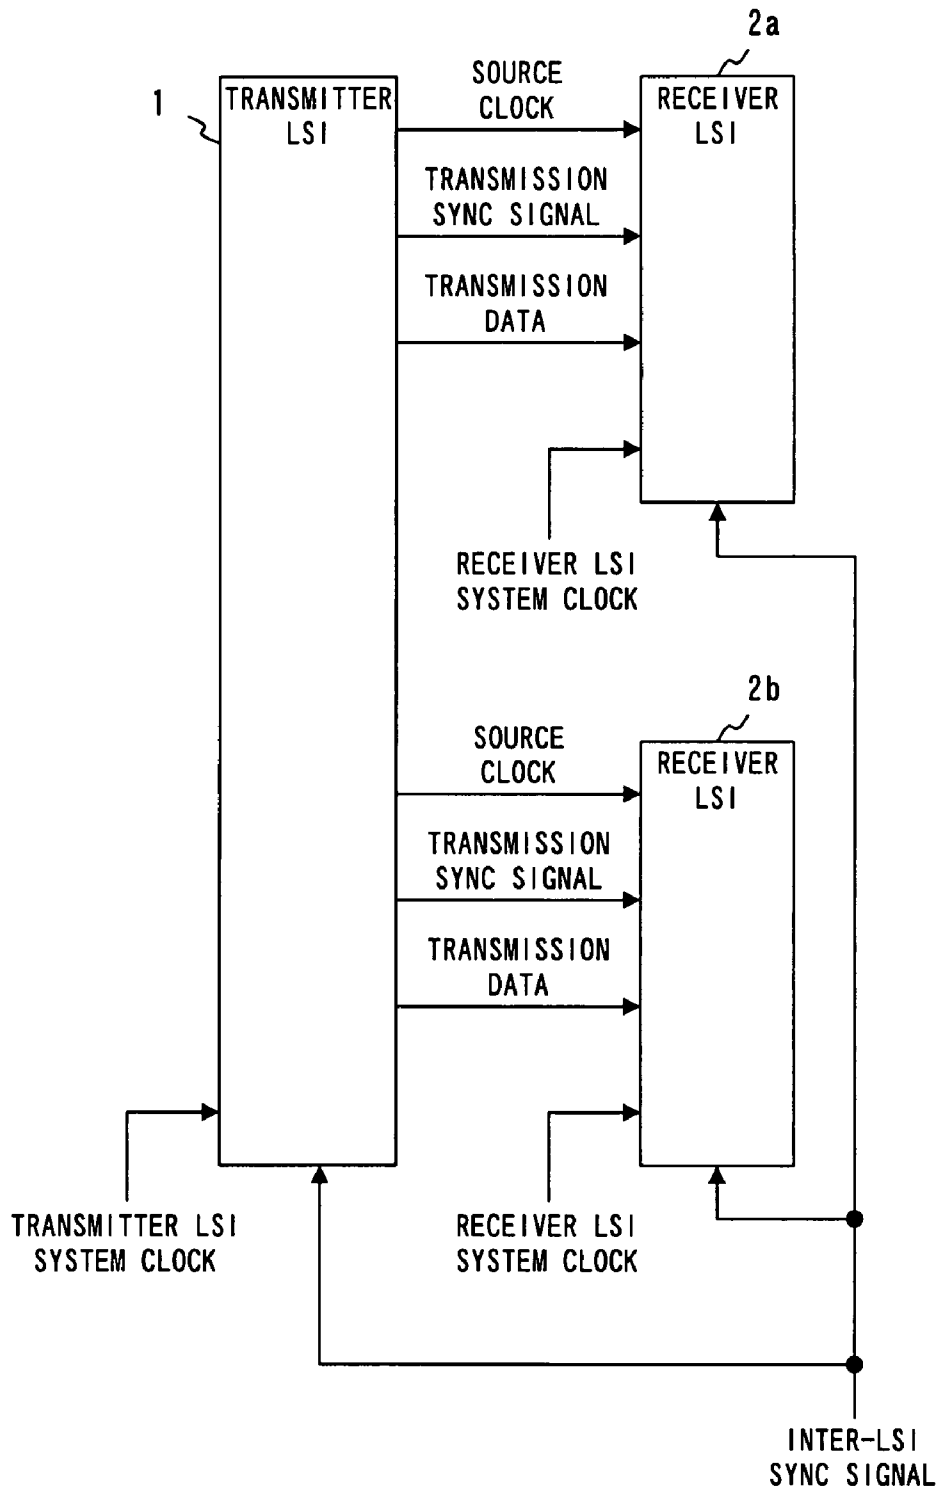 2a
1
TRANSMITTER
LSI
SOURCE
CLOCK
RECEIVER
LSI
TRANSMISSION
SYNC SIGNAL
TRANSMISSION
DATA
RECEIVER LSI
SYSTEM CLOCK
2b
SOURCE
CLOCK
RECEIVER
LSI
TRANSMISSION
SYNC SIGNAL
TRANSMISSION
DATA
TRANSMITTER LSI
SYSTEM CLOCK
RECEIVER LSI
SYSTEM CLOCK
INTER-LSI
SYNC SIGNAL